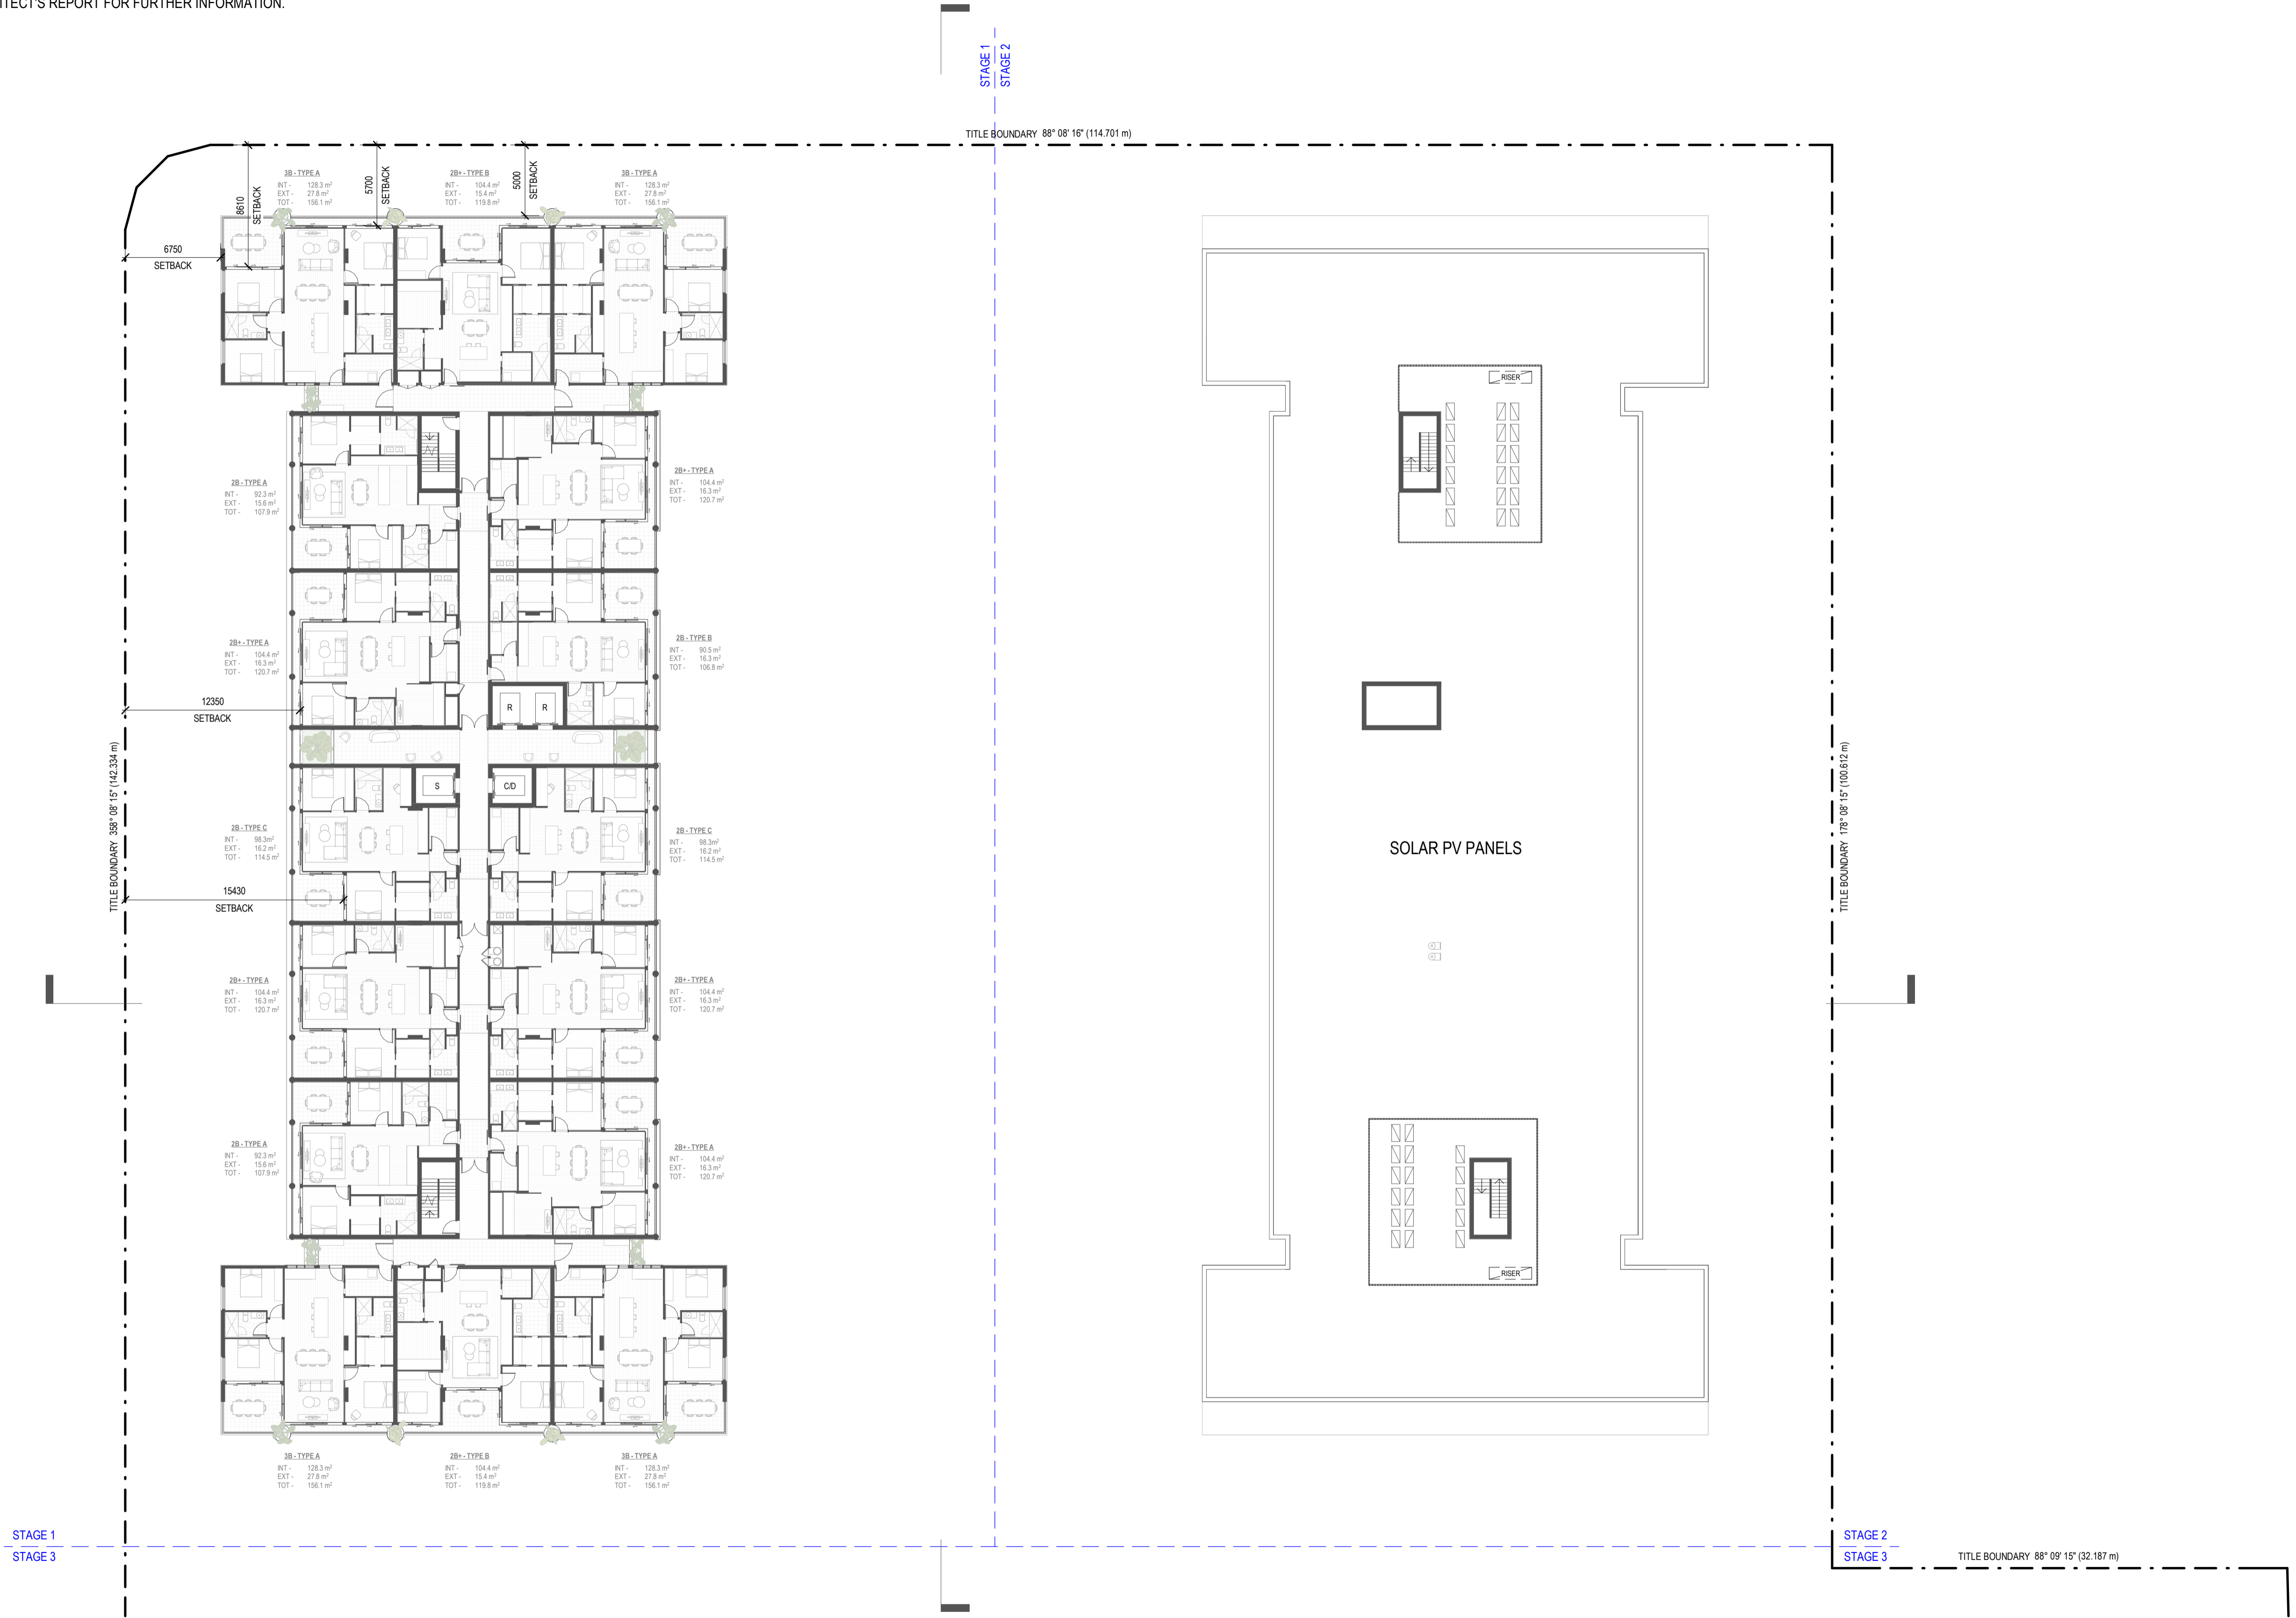 ITECT'S REPORT FOR FURTHER INFORMATION.
STAGE 1
STAGE 2
TITLE BOUNDARY 88° 08' 16" (114.701 m)
8610
SETBACK
5700
SETBACK
5000
SETBACK
3B - TYPE A
INT - 128.3 m²
EXT - 27.8 m²
TOT - 156.1 m²
2B+ - TYPE B
INT - 104.4 m²
EXT - 15.4 m²
TOT - 119.8 m²
3B - TYPE A
INT - 128.3 m²
EXT - 27.8 m²
TOT - 156.1 m²
6750
SETBACK
RISER
2B - TYPE A
INT - 92.3 m²
EXT - 15.6 m²
TOT - 107.9 m²
2B+ - TYPE A
INT - 104.4 m²
EXT - 16.3 m²
TOT - 120.7 m²
2B+ - TYPE A
INT - 104.4 m²
EXT - 16.3 m²
TOT - 120.7 m²
2B - TYPE B
INT - 90.5 m²
EXT - 16.3 m²
TOT - 106.8 m²
12350
SETBACK
R
R
TITLE BOUNDARY 358° 08' 15" (142.334 m)
TITLE BOUNDARY 178° 08' 15" (100.612 m)
S
C/D
2B - TYPE C
INT - 98.3m²
EXT - 16.2 m²
TOT - 114.5 m²
2B - TYPE C
INT - 98.3m²
EXT - 16.2 m²
TOT - 114.5 m²
SOLAR PV PANELS
15430
SETBACK
2B+ - TYPE A
INT - 104.4 m²
EXT - 16.3 m²
TOT - 120.7 m²
2B+ - TYPE A
INT - 104.4 m²
EXT - 16.3 m²
TOT - 120.7 m²
2B - TYPE A
INT - 92.3 m²
EXT - 15.6 m²
TOT - 107.9 m²
2B+ - TYPE A
INT - 104.4 m²
EXT - 16.3 m²
TOT - 120.7 m²
RISER
3B - TYPE A
INT - 128.3 m²
EXT - 27.8 m²
TOT - 156.1 m²
2B+ - TYPE B
INT - 104.4 m²
EXT - 15.4 m²
TOT - 119.8 m²
3B - TYPE A
INT - 128.3 m²
EXT - 27.8 m²
TOT - 156.1 m²
STAGE 1
STAGE 3
STAGE 2
STAGE 3
TITLE BOUNDARY 88° 09' 15" (32.187 m)